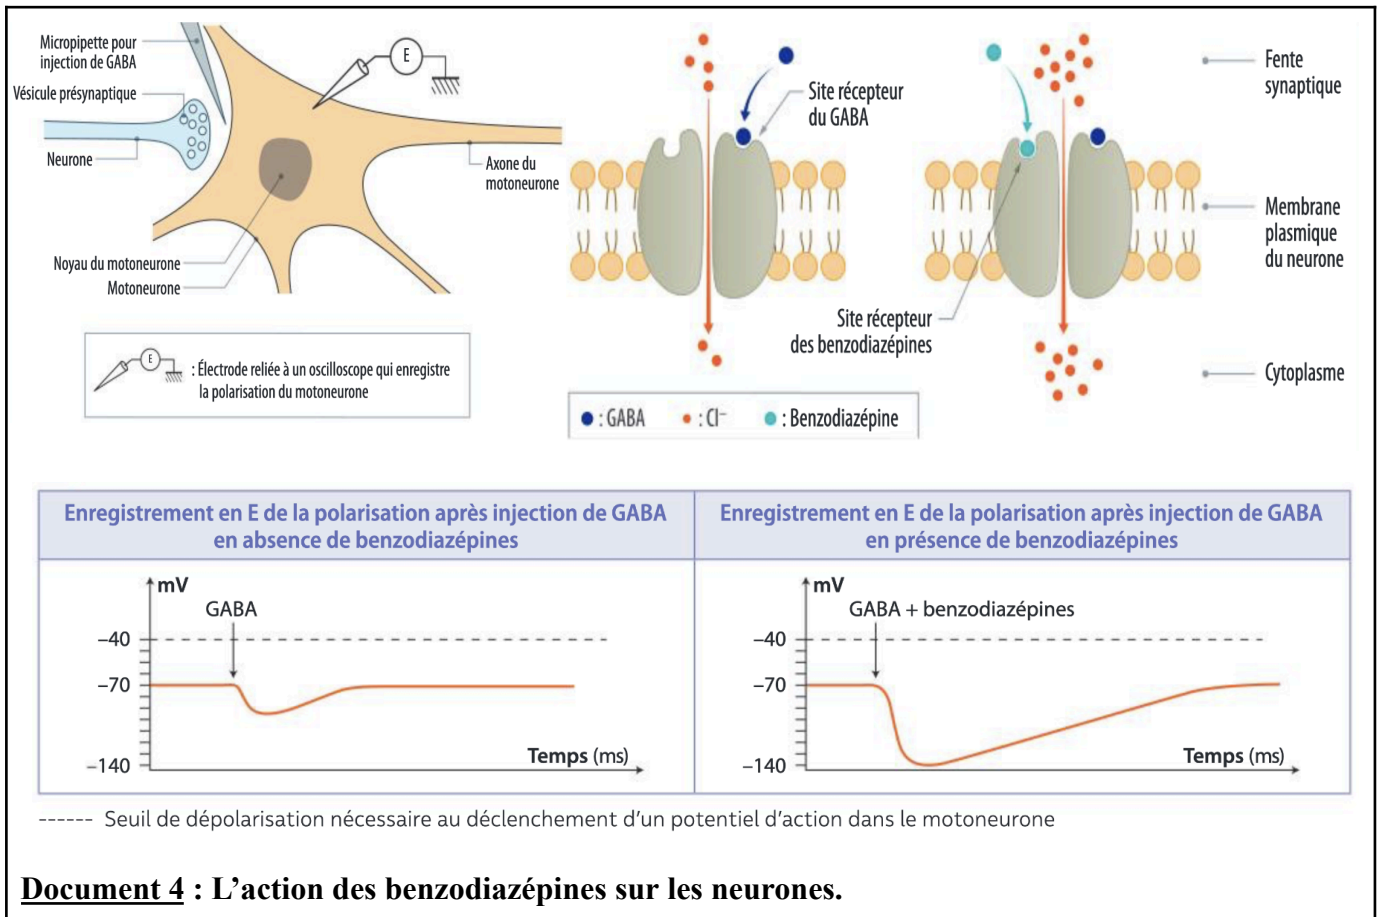 Micropipette pour
injection de GABA
Vésicule présynaptique
Neurone
E
Axone du
motoneurone
Noyau du motoneurone
Motoneurone
E
: Électrode reliée à un oscilloscope qui enregistre
la polarisation du motoneurone
Site récepteur
du GABA
Fente
synaptique
Membrane
plasmique
du neurone
Site récepteur
des benzodiazépines
Cytoplasme
: GABA : Cl⁻ : Benzodiazépine
Enregistrement en E de la polarisation après injection de GABA
en absence de benzodiazépines
Enregistrement en E de la polarisation après injection de GABA
en présence de benzodiazépines
mV
GABA
–40
–70
–140
Temps (ms)
mV
GABA + benzodiazépines
–40
–70
–140
Temps (ms)
------ Seuil de dépolarisation nécessaire au déclenchement d’un potentiel d’action dans le motoneurone
Document 4 : L’action des benzodiazépines sur les neurones.